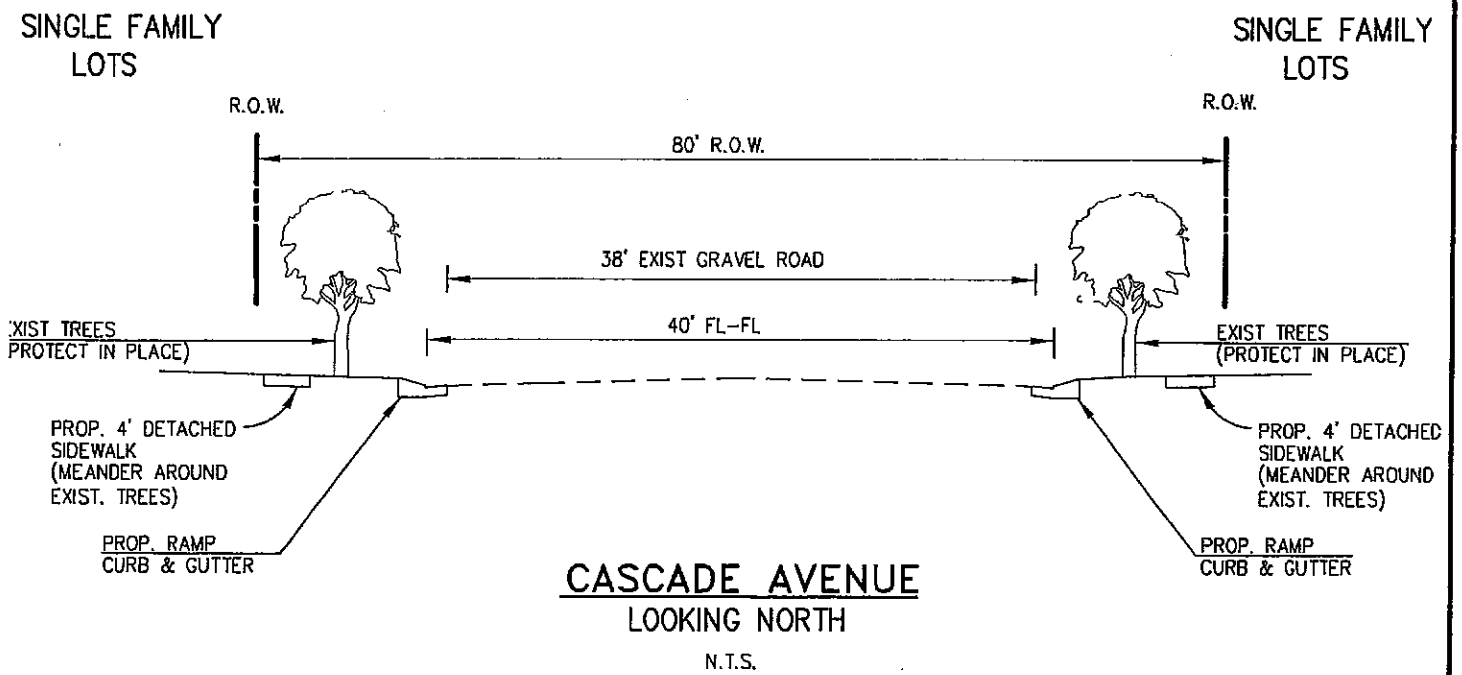 SINGLE FAMILY
LOTS
SINGLE FAMILY
LOTS
R.O.W.
R.O.W.
80' R.O.W.
38' EXIST GRAVEL ROAD
40' FL-FL
XIST TREES
PROTECT IN PLACE)
EXIST TREES
(PROTECT IN PLACE)
PROP. 4' DETACHED
SIDEWALK
(MEANDER AROUND
EXIST. TREES)
PROP. 4' DETACHED
SIDEWALK
(MEANDER AROUND
EXIST. TREES)
PROP. RAMP
CURB & GUTTER
PROP. RAMP
CURB & GUTTER
CASCADE AVENUE
LOOKING NORTH
N.T.S.